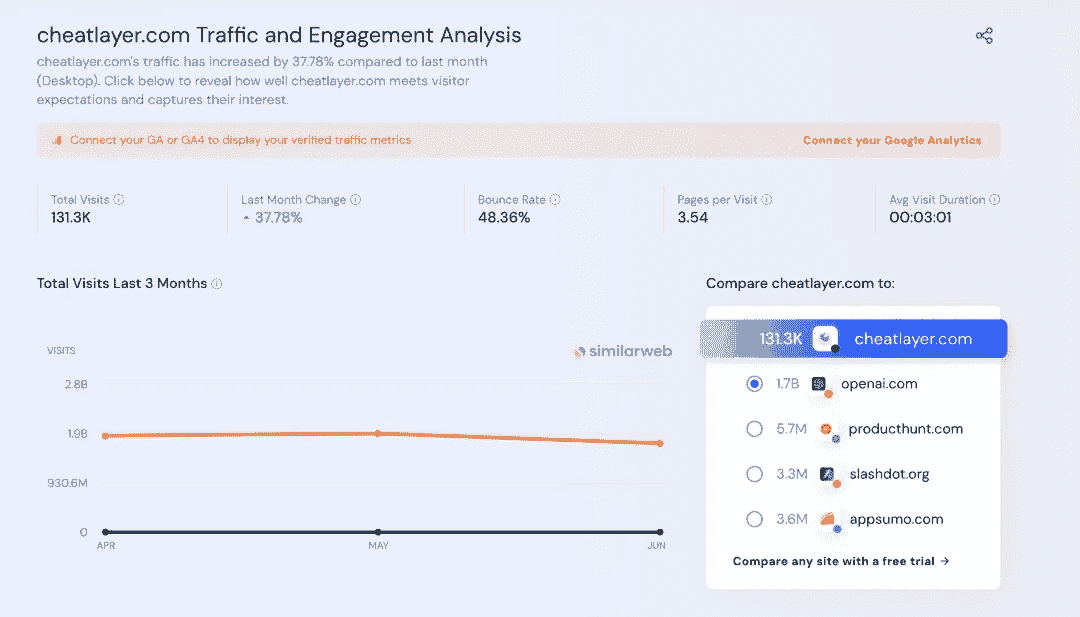 cheatlayer.com Traffic and Engagement Analysis
cheatlayer.com's traffic has increased by 37.78% compared to last month
(Desktop). Click below to reveal how well cheatlayer.com meets visitor
expectations and captures their interest.
Connect your GA or GA4 to display your verified traffic metrics
Connect your Google Analytics
Total Visits
131.3K
Last Month Change
37.78%
Bounce Rate
48.36%
Pages per Visit
3.54
Avg Visit Duration
00:03:01
Total Visits Last 3 Months
VISITS
similarweb
2.8B
1.9B
930.6M
0
APR
MAY
JUN
Compare cheatlayer.com to:
131.3K cheatlayer.com
1.7B openai.com
5.7M producthunt.com
3.3M slashdot.org
3.6M appsumo.com
Compare any site with a free trial →